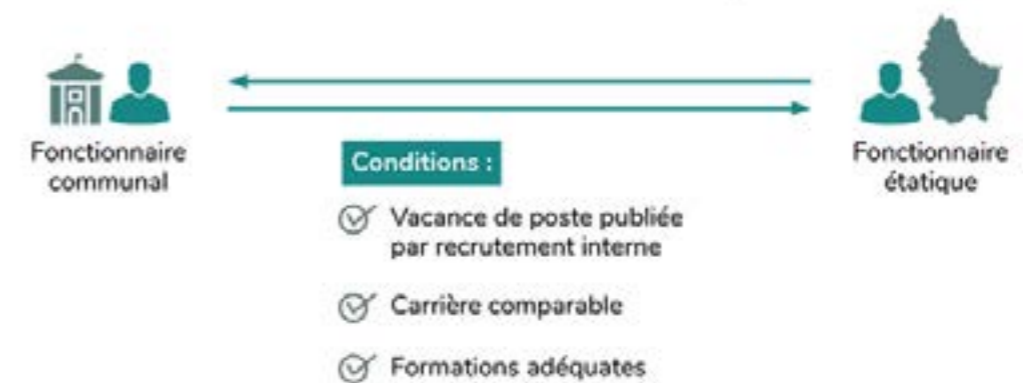 Fonctionnaire
communal
Fonctionnaire
étatique
Conditions :
Vacance de poste publiée
par recrutement interne
Carrière comparable
Formations adéquates